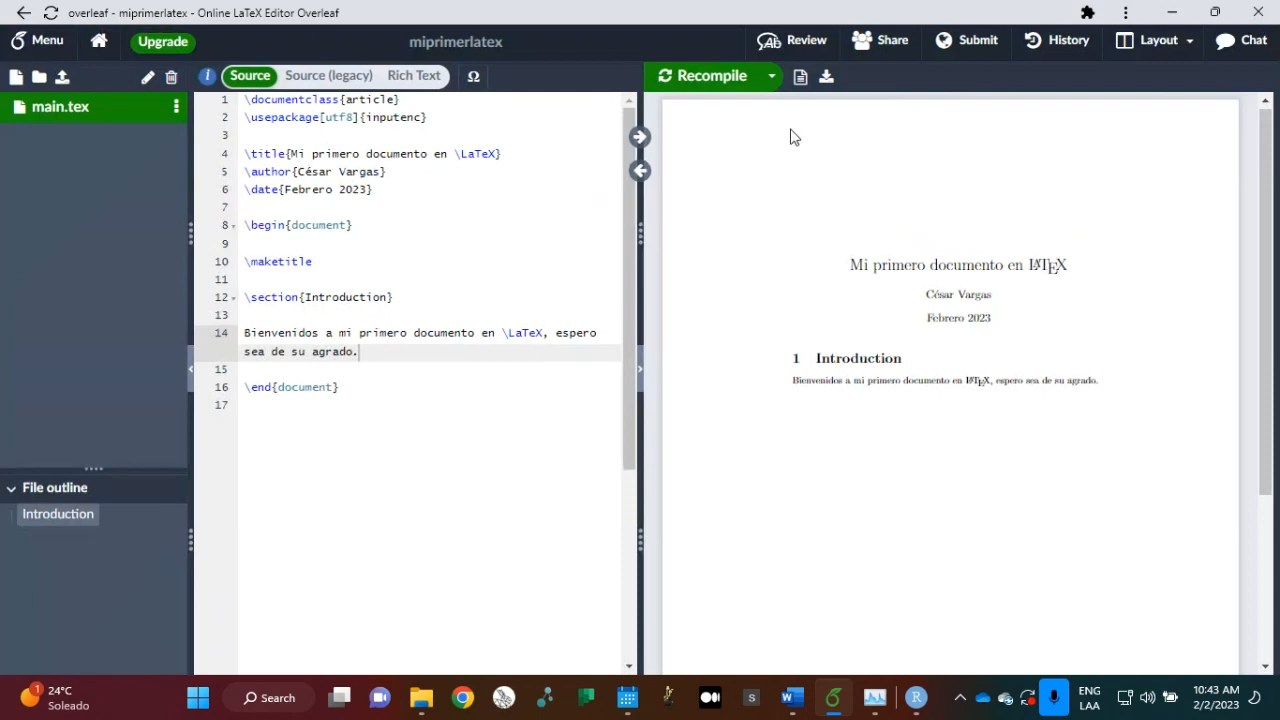 overleaf - miprimerlatex - Online LaTeX Editor Overleaf
Menu Upgrade miprimerlatex Review Share Submit History Layout Chat
Source Source (legacy) Rich Text Ω Recompile
main.tex
1 \documentclass{article}
2 \usepackage[utf8]{inputenc}
3
4 \title{Mi primero documento en \LaTeX}
5 \author{César Vargas}
6 \date{Febrero 2023}
7
8 \begin{document}
9
10 \maketitle
11
12 \section{Introduction}
13
14 Bienvenidos a mi primero documento en \LaTeX, espero
sea de su agrado.
15
16 \end{document}
17
File outline
Introduction
Mi primero documento en LATEX
César Vargas
Febrero 2023
1 Introduction
Bienvenidos a mi primero documento en LATEX, espero sea de su agrado.
1
24°C
Soleado
Search
S
W
R
ENG
LAA
10:43 AM
2/2/2023